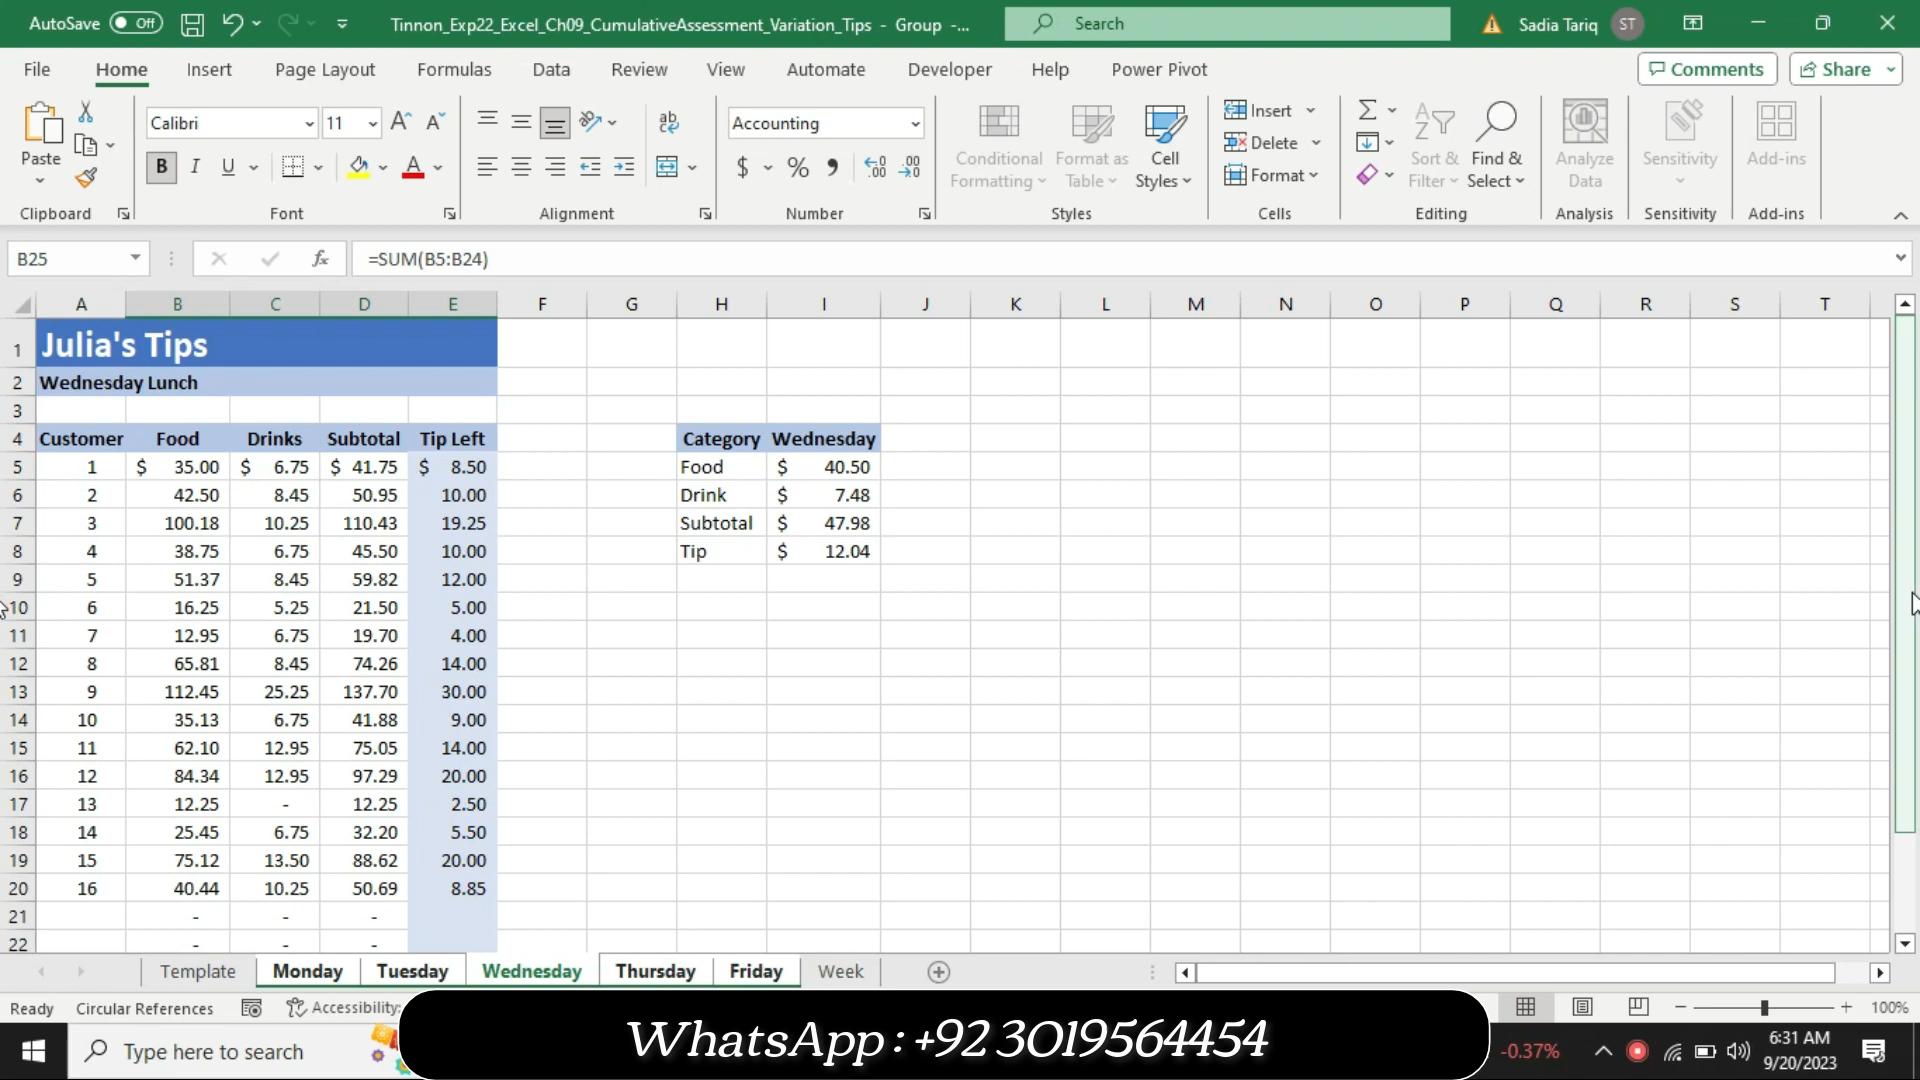 AutoSave Off Tinnon_Exp22_Excel_Ch09_CumulativeAssessment_Variation_Tips - Group -... Search Sadia Tariq ST
File Home Insert Page Layout Formulas Data Review View Automate Developer Help Power Pivot Comments Share
Paste
Calibri 11
Accounting
Conditional Formatting
Format as Table
Cell Styles
Insert
Delete
Format
Sort & Filter
Find & Select
Analyze Data
Sensitivity
Add-ins
Clipboard Font Alignment Number Styles Cells Editing Analysis Sensitivity Add-ins
B25 fx =SUM(B5:B24)
A B C D E F G H I J K L M N O P Q R S T
1 Julia's Tips
2 Wednesday Lunch
3
4 Customer Food Drinks Subtotal Tip Left Category Wednesday
5 1 $ 35.00 $ 6.75 $ 41.75 $ 8.50 Food $ 40.50
6 2 42.50 8.45 50.95 10.00 Drink $ 7.48
7 3 100.18 10.25 110.43 19.25 Subtotal $ 47.98
8 4 38.75 6.75 45.50 10.00 Tip $ 12.04
9 5 51.37 8.45 59.82 12.00
10 6 16.25 5.25 21.50 5.00
11 7 12.95 6.75 19.70 4.00
12 8 65.81 8.45 74.26 14.00
13 9 112.45 25.25 137.70 30.00
14 10 35.13 6.75 41.88 9.00
15 11 62.10 12.95 75.05 14.00
16 12 84.34 12.95 97.29 20.00
17 13 12.25 - 12.25 2.50
18 14 25.45 6.75 32.20 5.50
19 15 75.12 13.50 88.62 20.00
20 16 40.44 10.25 50.69 8.85
21 - - -
22 - - -
Template Monday Tuesday Wednesday Thursday Friday Week
Ready Circular References Accessibility: 100%
WhatsApp : +92 3019564454
Type here to search -0.37% 6:31 AM
9/20/2023